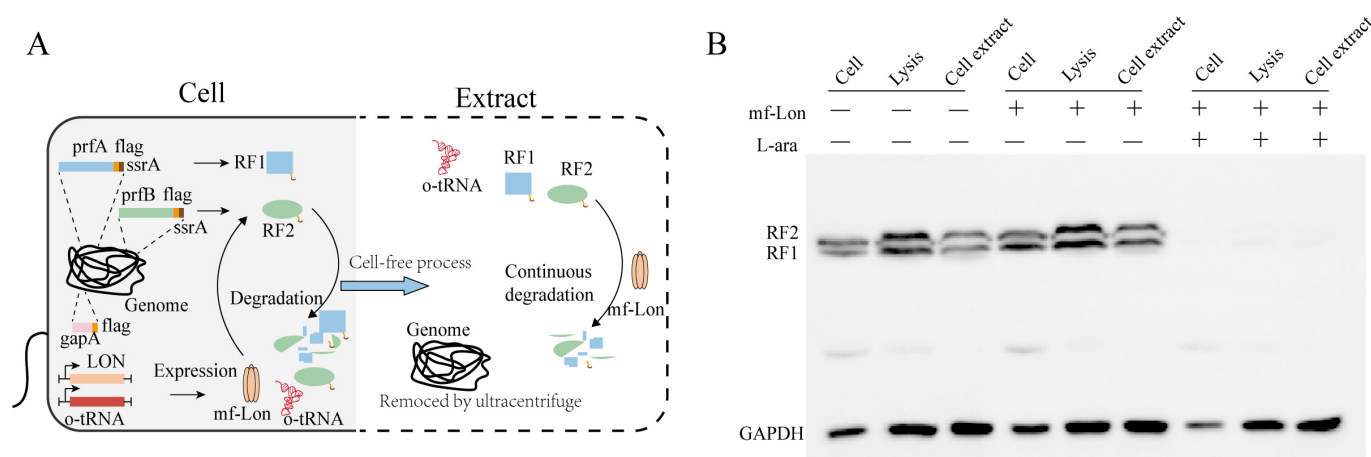 A
Cell
Extract
prfA flag
ssrA
RF1
prfB flag
ssrA
RF2
Genome
flag
gapA
LON
o-tRNA
Expression
mf-Lon
o-tRNA
Degradation
Cell-free process
o-tRNA
RF1
RF2
Continuous
degradation
mf-Lon
Genome
Remoced by ultracentrifuge
B
Cell Lysis Cell extract Cell Lysis Cell extract Cell Lysis Cell extract
mf-Lon — — — + + + + + +
L-ara — — — — — — + + +
RF2
RF1
GAPDH